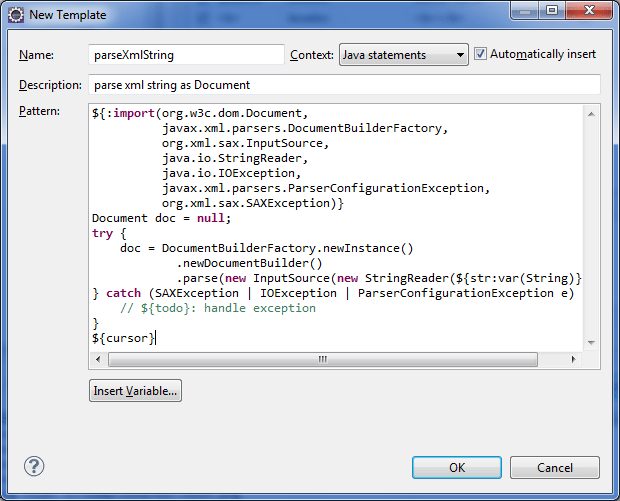 New Template
Name: parseXmlString Context: Java statements Automatically insert
Description: parse xml string as Document
Pattern: ${:import(org.w3c.dom.Document,
javax.xml.parsers.DocumentBuilderFactory,
org.xml.sax.InputSource,
java.io.StringReader,
java.io.IOException,
javax.xml.parsers.ParserConfigurationException,
org.xml.sax.SAXException)}
Document doc = null;
try {
doc = DocumentBuilderFactory.newInstance()
.newDocumentBuilder()
.parse(new InputSource(new StringReader(${str:var(String)}
} catch (SAXException | IOException | ParserConfigurationException e)
// ${todo}: handle exception
}
${cursor}
Insert Variable...
? OK Cancel